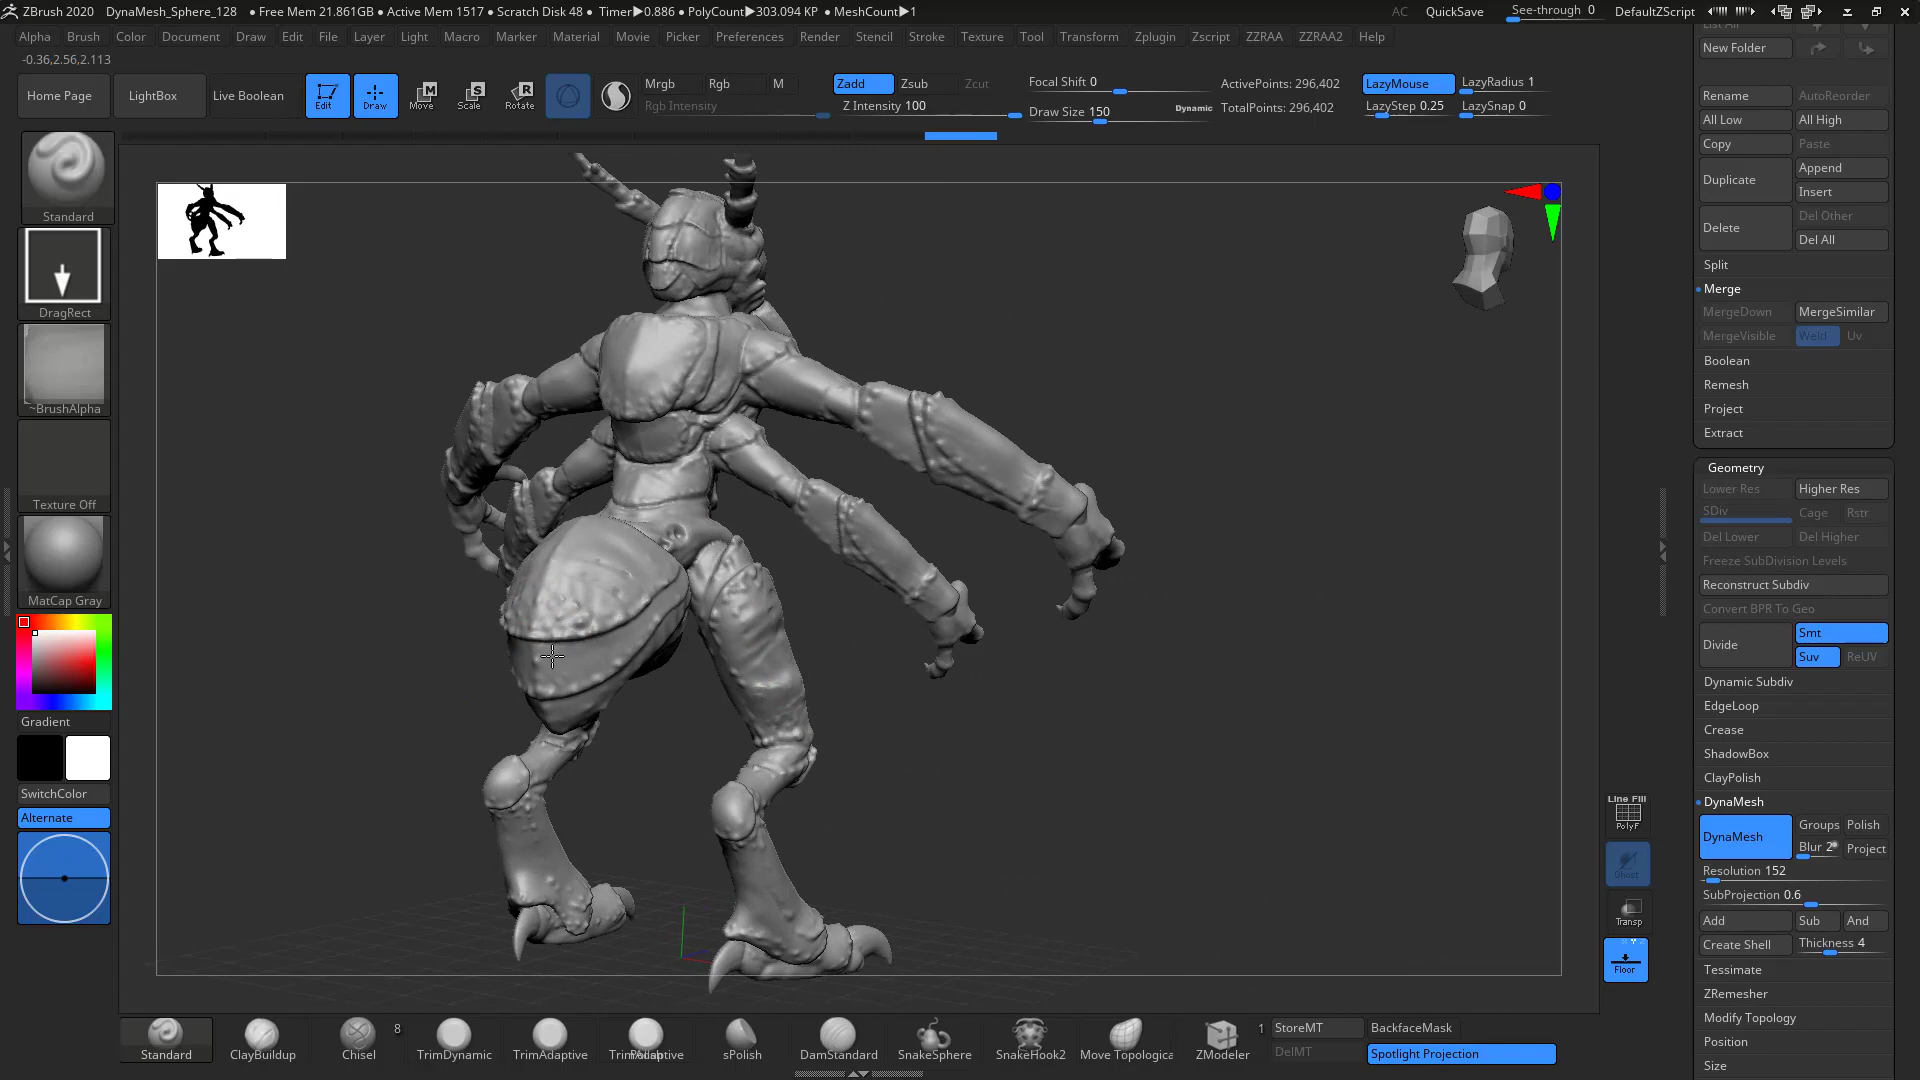 ZBrush 2020 DynaMesh_Sphere_128 ● Free Mem 21.861GB ● Active Mem 1517 ● Scratch Disk 48 ● Timer▶0.886 ● PolyCount▶303.094 KP ● MeshCount▶1 AC QuickSave See-through 0 DefaultZScript
Alpha Brush Color Document Draw Edit File Layer Light Macro Marker Material Movie Picker Preferences Render Stencil Stroke Texture Tool Transform Zplugin Zscript ZZRAA ZZRAA2 Help
-0.36,2.56,2.113
Home Page LightBox Live Boolean Edit Draw Move Scale Rotate
Mrgb Rgb M Zadd Zsub Zcut Focal Shift 0 ActivePoints: 296,402 LazyMouse LazyRadius 1
Rgb Intensity Z Intensity 100 Draw Size 150 Dynamic TotalPoints: 296,402 LazyStep 0.25 LazySnap 0
Standard
DragRect
~BrushAlpha
Texture Off
MatCap Gray
Gradient
SwitchColor
Alternate
List All
New Folder
Rename AutoReorder
All Low All High
Copy Paste
Duplicate Append
Insert
Delete Del Other
Del All
Split
Merge
MergeDown MergeSimilar
MergeVisible Weld Uv
Boolean
Remesh
Project
Extract
Geometry
Lower Res Higher Res
SDiv Cage Rstr
Del Lower Del Higher
Freeze SubDivision Levels
Reconstruct Subdiv
Convert BPR To Geo
Divide Smt
Suv ReUV
Dynamic Subdiv
EdgeLoop
Crease
ShadowBox
ClayPolish
DynaMesh
DynaMesh Groups Polish
Blur 2 Project
Resolution 152
SubProjection 0.6
Add Sub And
Create Shell Thickness 4
Tessimate
ZRemesher
Modify Topology
Position
Size
Line Fill
PolyF
Ghost
Transp
Floor
Standard ClayBuildup Chisel 8 TrimDynamic TrimAdaptive sPolish DamStandard SnakeSphere SnakeHook2 Move Topologica ZModeler 1
StoreMT BackfaceMask
DelMT Spotlight Projection